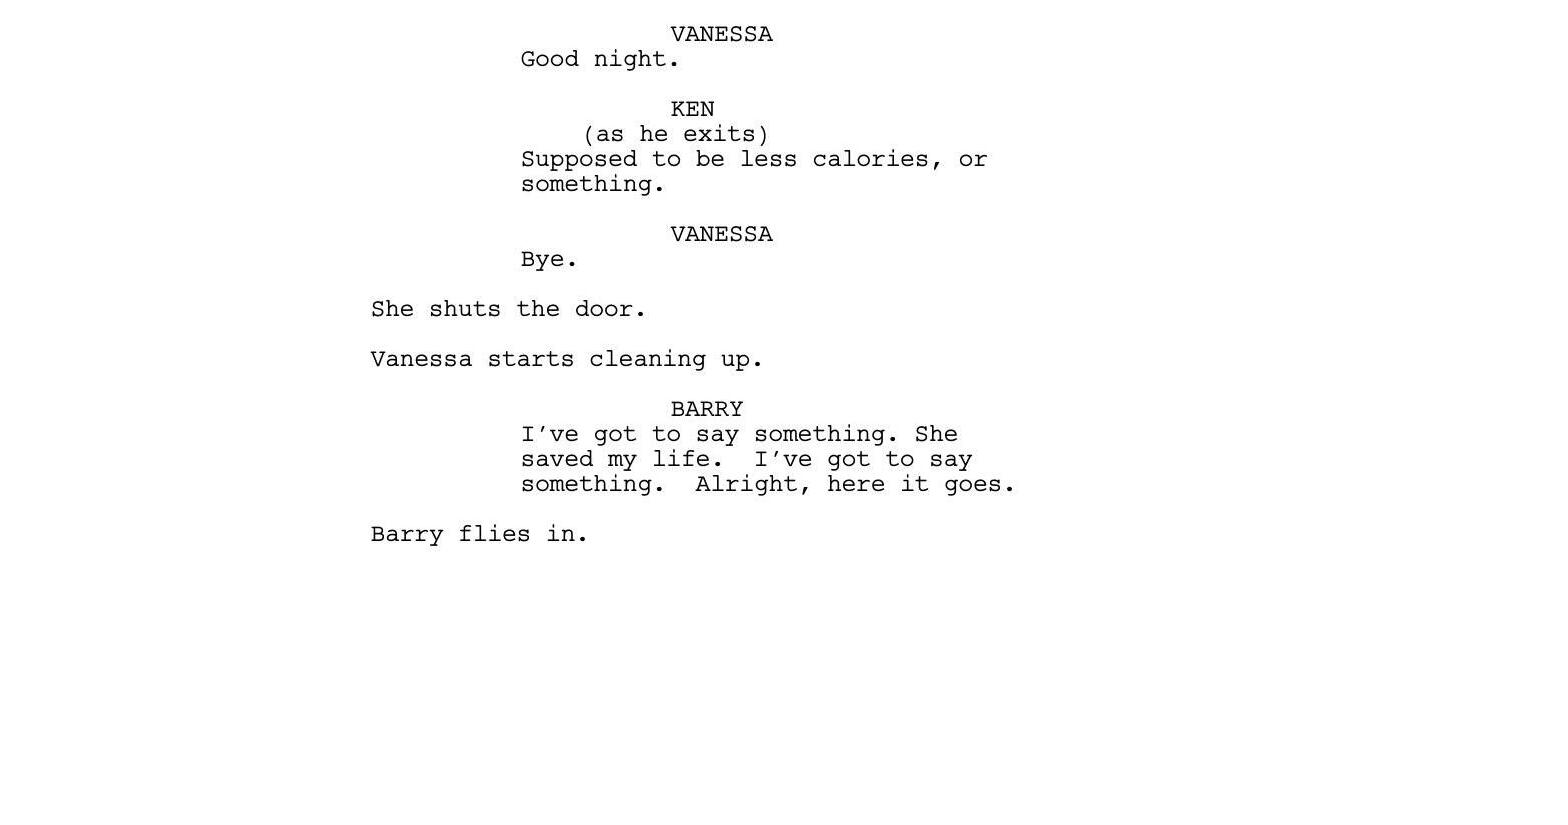 VANESSA
Good night.
KEN
(as he exits)
Supposed to be less calories, or
something.
VANESSA
Bye.
She shuts the door.
Vanessa starts cleaning up.
BARRY
I’ve got to say something. She
saved my life.  I’ve got to say
something.  Alright, here it goes.
Barry flies in.